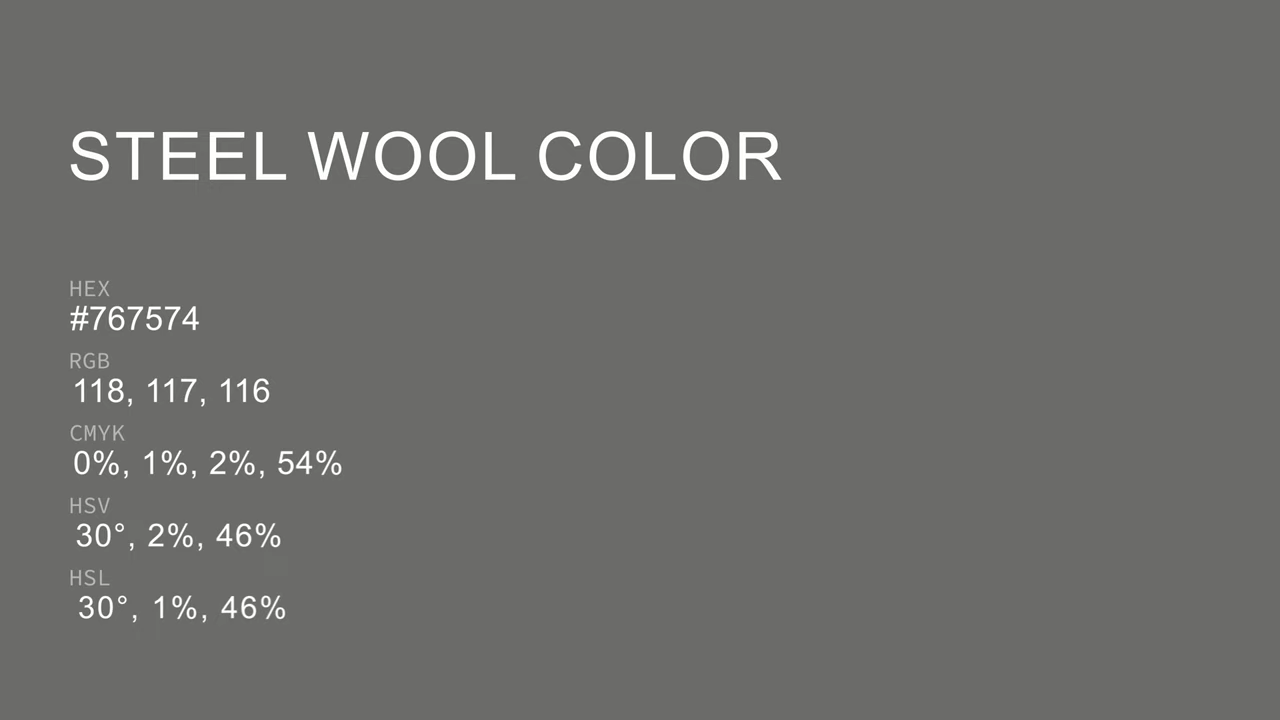 STEEL WOOL COLOR
HEX
#767574
RGB
118, 117, 116
CMYK
0%, 1%, 2%, 54%
HSV
30°, 2%, 46%
HSL
30°, 1%, 46%